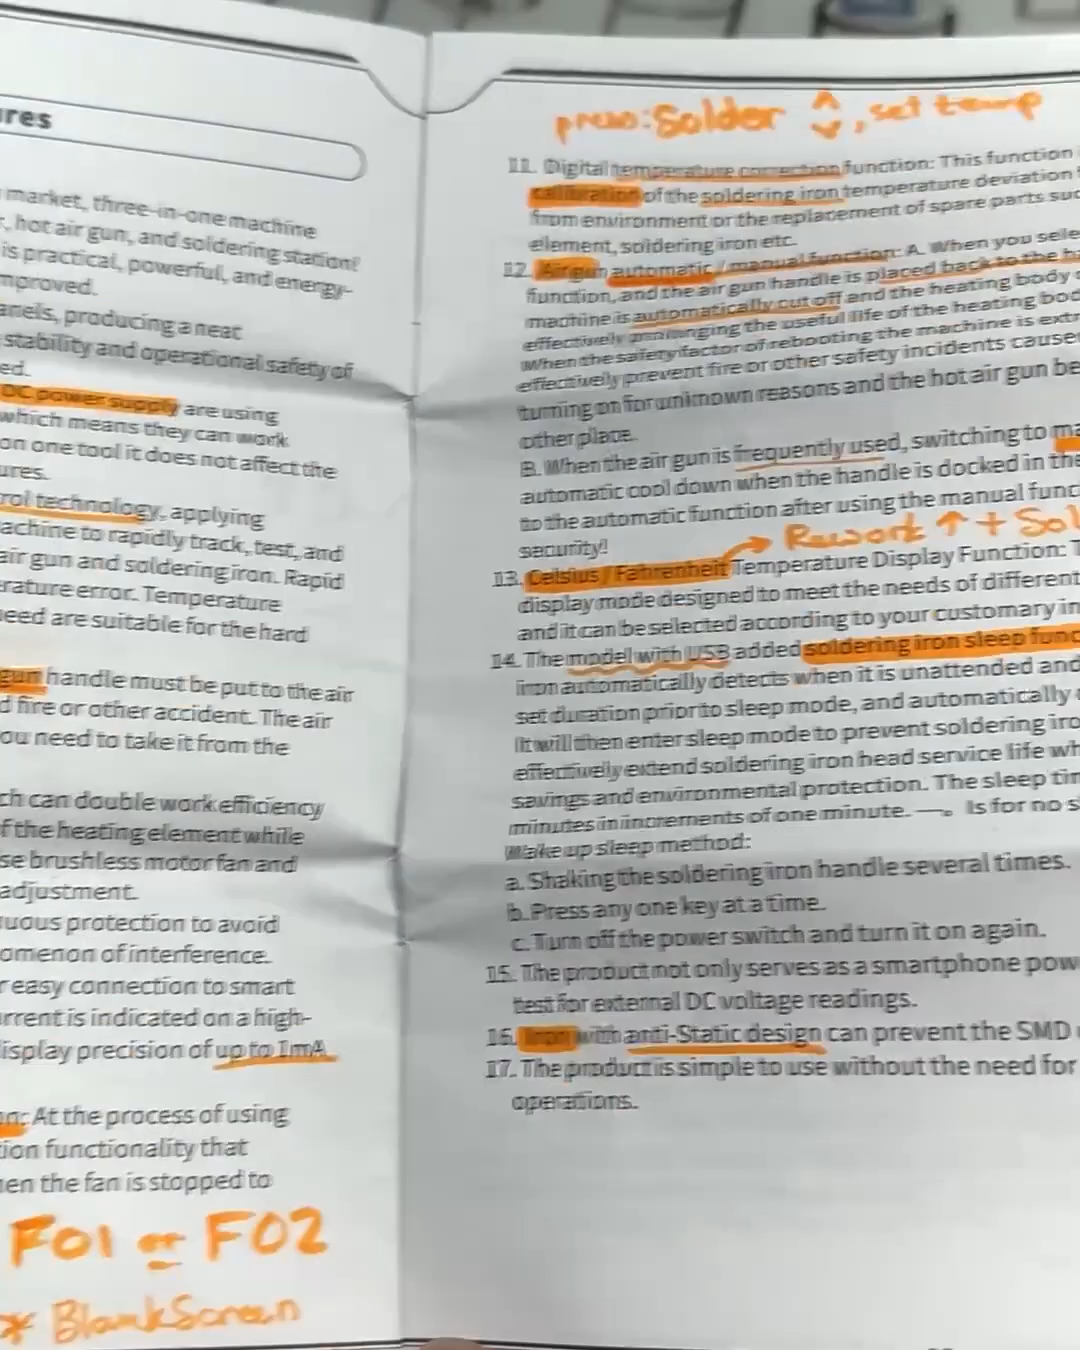 res
market, three-in-one machine
, hot air gun, and soldering station!
is practical, powerful, and energy-
mproved.
anels, producing a neat
stability and operational safety of
ed.
DC power supply are using
which means they can work
on one tool it does not affect the
ures.
rol technology, applying
achine to rapidly track, test, and
air gun and soldering iron. Rapid
rature error. Temperature
need are suitable for the hard
gun handle must be put to the air
d fire or other accident. The air
ou need to take it from the
ch can double work efficiency
f the heating element while
se brushless motor fan and
adjustment.
uous protection to avoid
omenon of interference.
r easy connection to smart
urrent is indicated on a high-
isplay precision of up to 1mA
on: At the process of using
tion functionality that
hen the fan is stopped to
F01 or F02
* Blank Screen
press: Solder ^ v, set temp
11. Digital temperature correction function: This function
calibration of the soldering iron temperature deviation
from environment or the replacement of spare parts suc
element, soldering iron etc.
12. Air gun automatic / manual function: A. When you sele
function, and the air gun handle is placed back to the h
machine is automatically cut off and the heating body
effectively prolonging the useful life of the heating bod
When the safety factor of rebooting the machine is extr
effectively prevent fire or other safety incidents cause
turning on for unknown reasons and the hot air gun be
other place.
B. When the air gun is frequently used, switching to ma
automatic cool down when the handle is docked in the
to the automatic function after using the manual func
security!
→ Rework ↑ + Sol
13. Celsius / Fahrenheit Temperature Display Function: T
display mode designed to meet the needs of different
and it can be selected according to your customary in
14. The model with USB added soldering iron sleep func
iron automatically detects when it is unattended and
set duration prior to sleep mode, and automatically
It will then enter sleep mode to prevent soldering iro
effectively extend soldering iron head service life wh
savings and environmental protection. The sleep tim
minutes in increments of one minute. —。 Is for no s
Wake up sleep method:
a. Shaking the soldering iron handle several times.
b. Press any one key at a time.
c. Turn off the power switch and turn it on again.
15. The product not only serves as a smartphone pow
test for external DC voltage readings.
16. Iron with anti-Static design can prevent the SMD
17. The product is simple to use without the need for
operations.